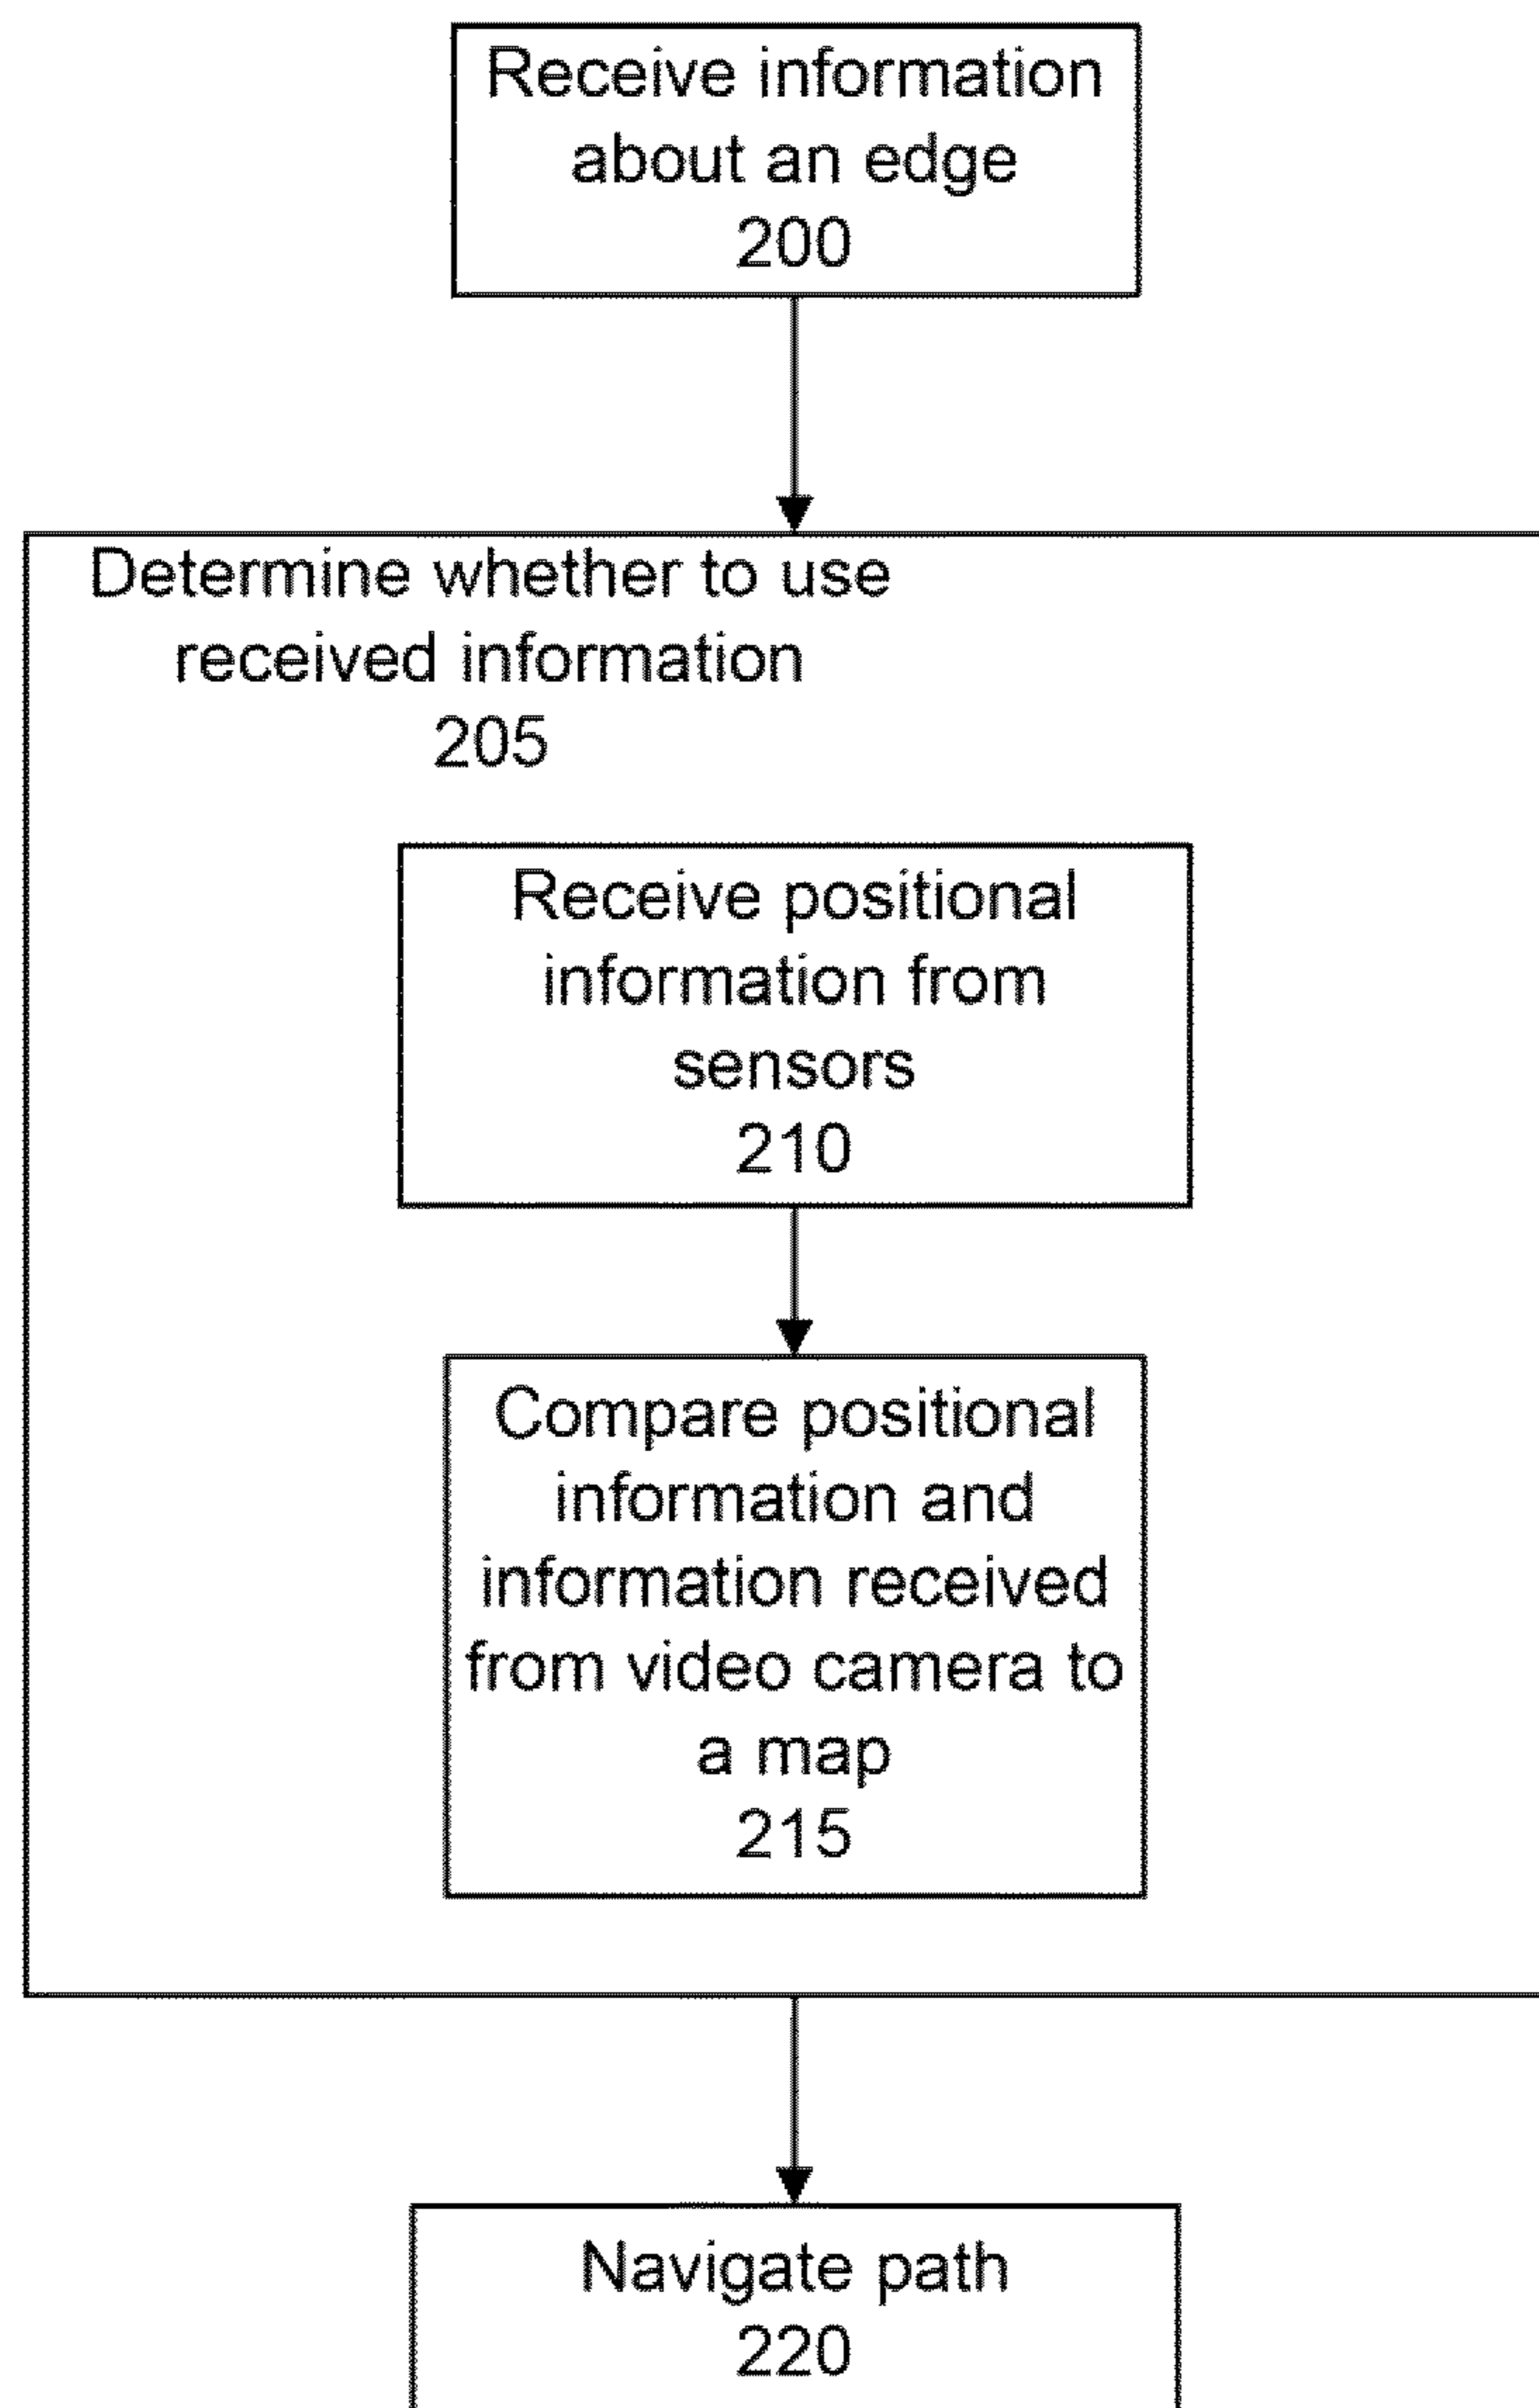 Receive information
about an edge
200
Determine whether to use
received information
205
Receive positional
information from
sensors
210
Compare positional
information and
information received
from video camera to
a map
215
Navigate path
220